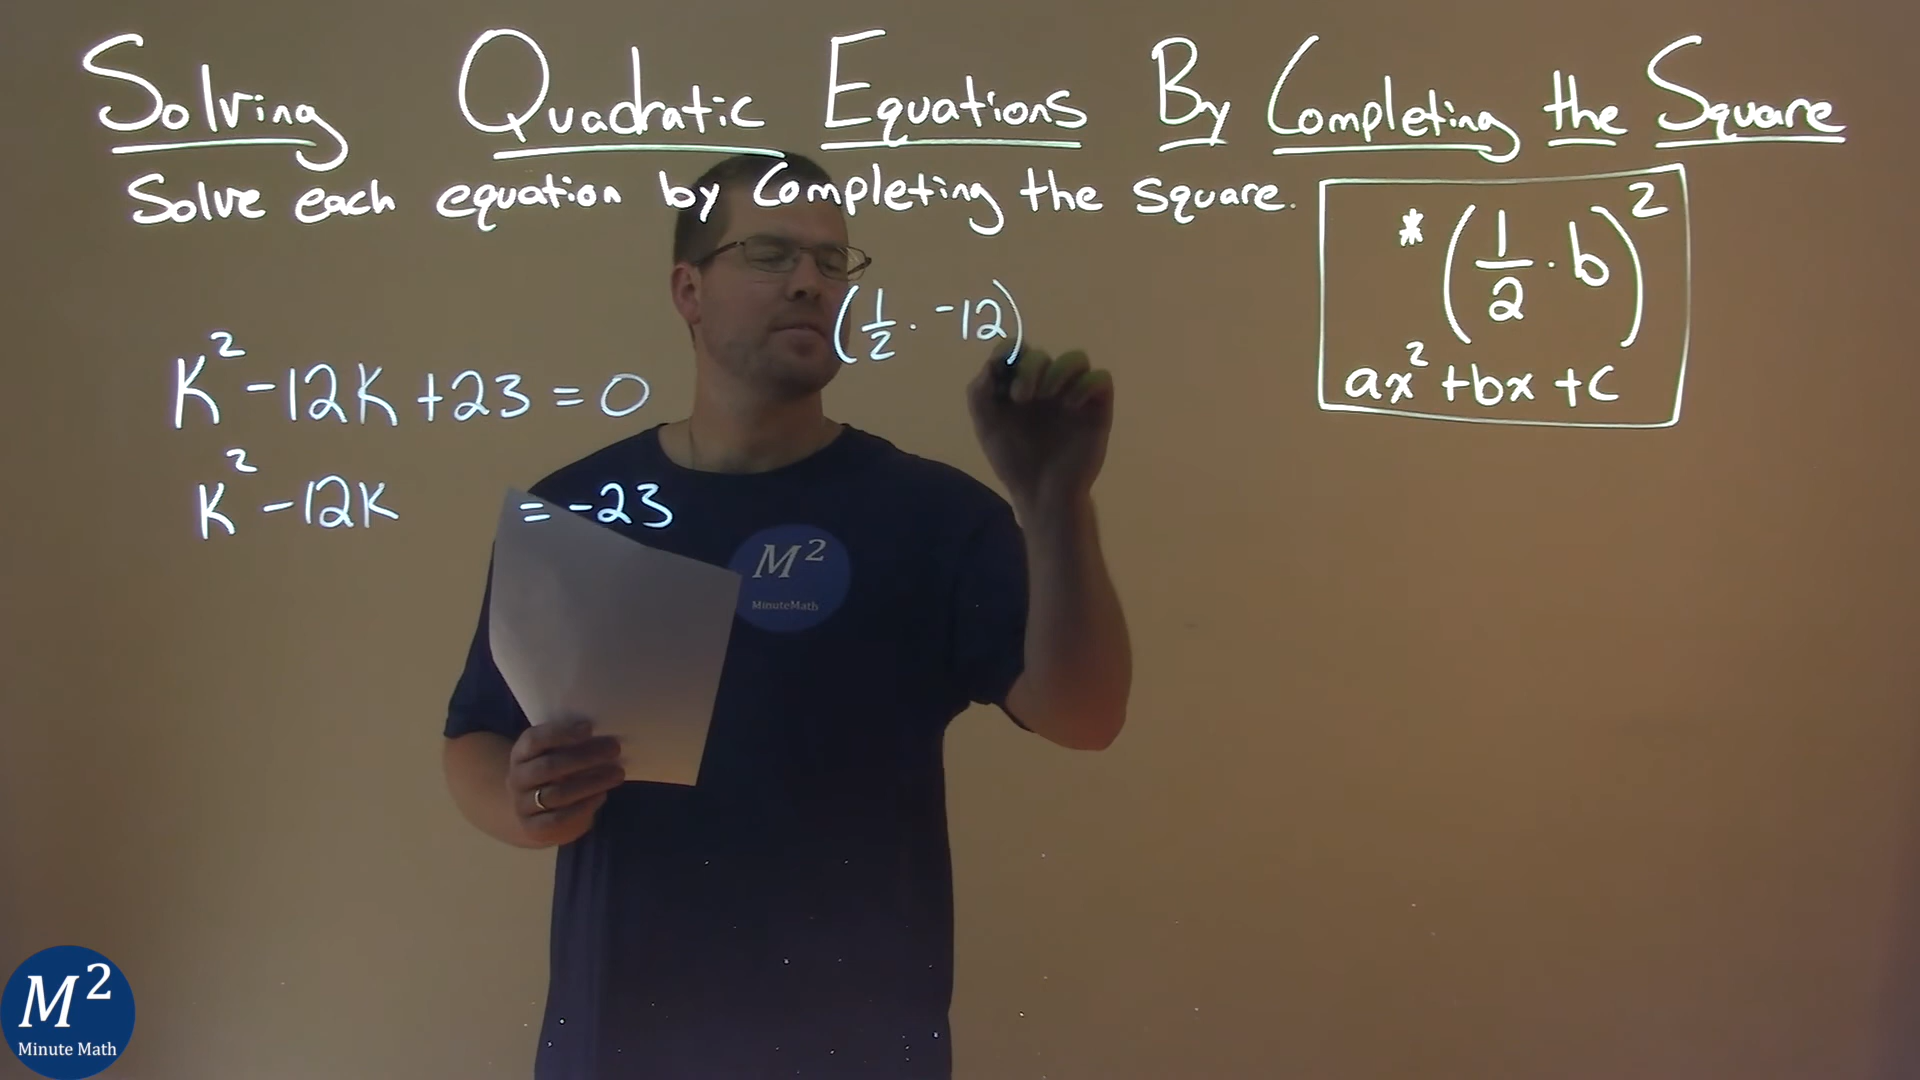 Solving Quadratic Equations By Completing the Square
Solve each equation by completing the square.
* (1/2 · b)²
ax² + bx + c
(1/2 · -12)
K² - 12K + 23 = 0
K² - 12K = -23
M²
MinuteMath
M²
Minute Math